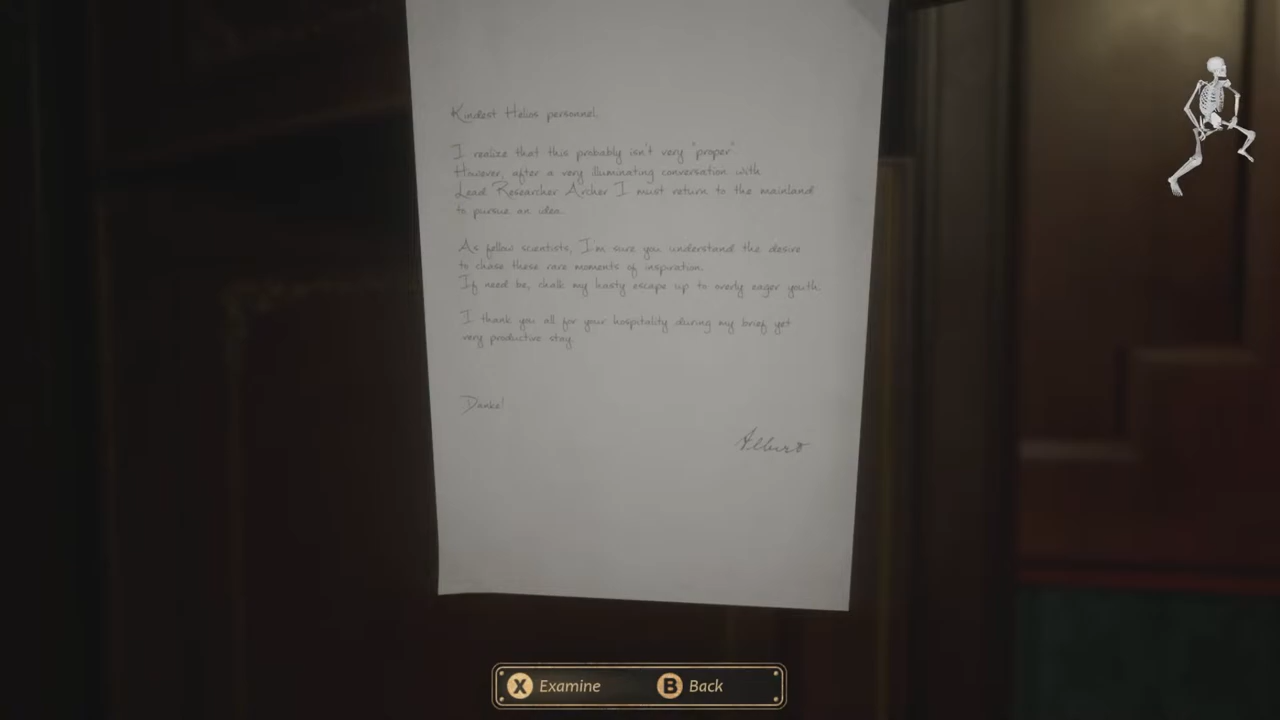 Kindest Helios personnel,
I realize that this probably isn't very "proper".
However, after a very illuminating conversation with
Lead Researcher Archer I must return to the mainland
to pursue an idea.
As fellow scientists, I'm sure you understand the desire
to chase these rare moments of inspiration.
If need be, chalk my hasty escape up to overly eager youth.
I thank you all for your hospitality during my brief yet
very productive stay.
Danke!
X Examine B Back